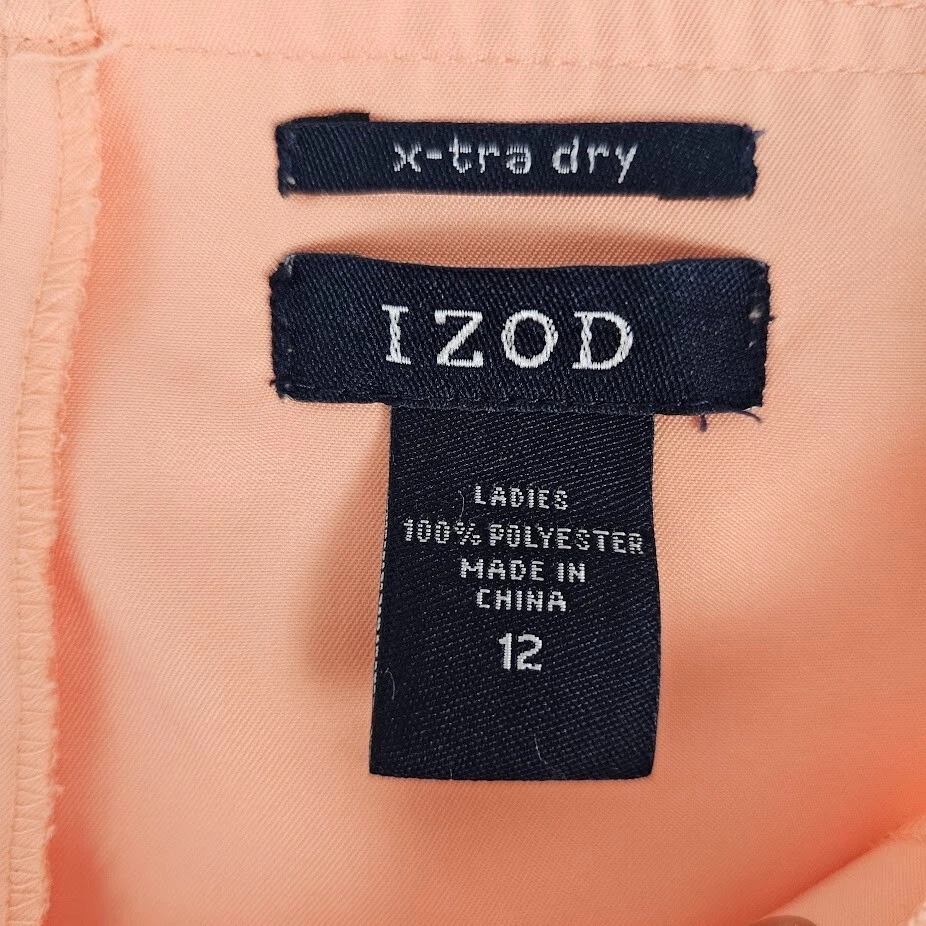 x-tra dry
IZOD
LADIES
100% POLYESTER
MADE IN
CHINA
12